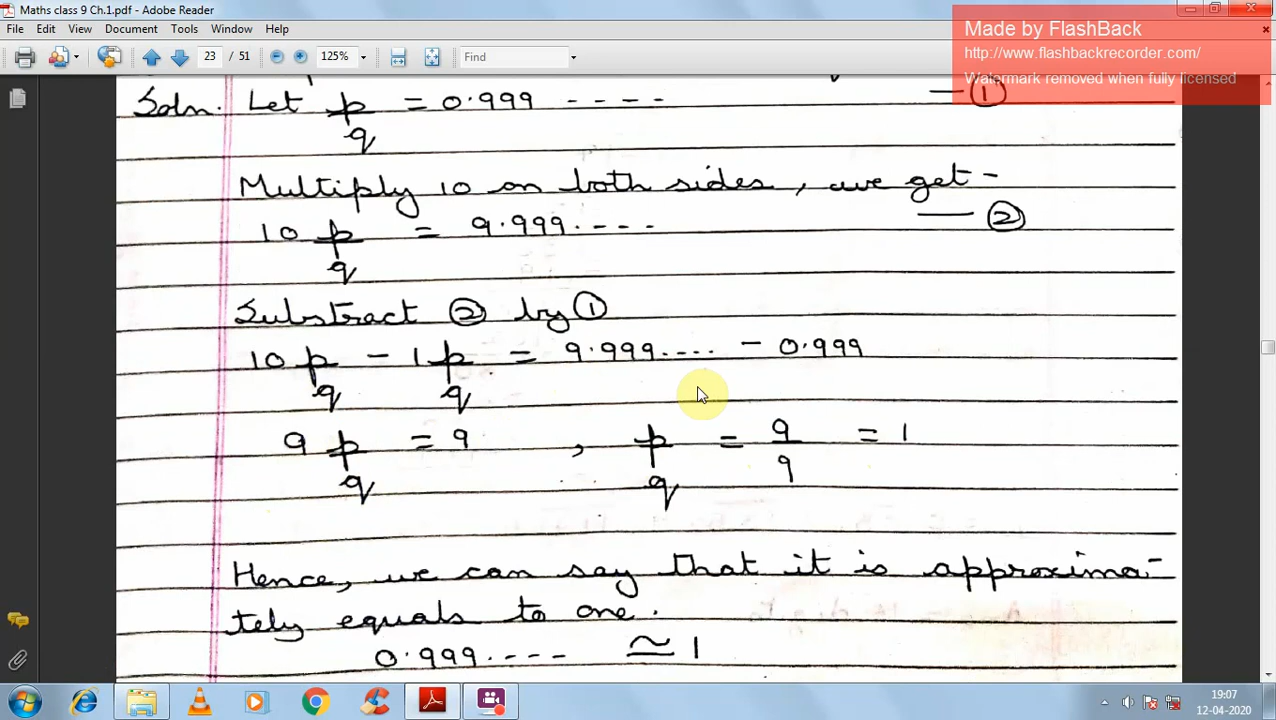 Maths class 9 Ch.1.pdf - Adobe Reader
File Edit View Document Tools Window Help
23 / 51 125% Find
Made by FlashBack
http://www.flashbackrecorder.com/
Watermark removed when fully licensed
Soln. Let p/q = 0.999 ---- — ①
Multiply 10 on both sides, we get -
10 p/q = 9.999.--- — ②
Substract ② by ①
10 p/q - 1 p/q = 9.999.... - 0.999
9 p/q = 9 , p/q = 9/9 = 1
Hence, we can say that it is approxima-
tely equals to one.
0.999.---- ≃ 1
19:07
12-04-2020